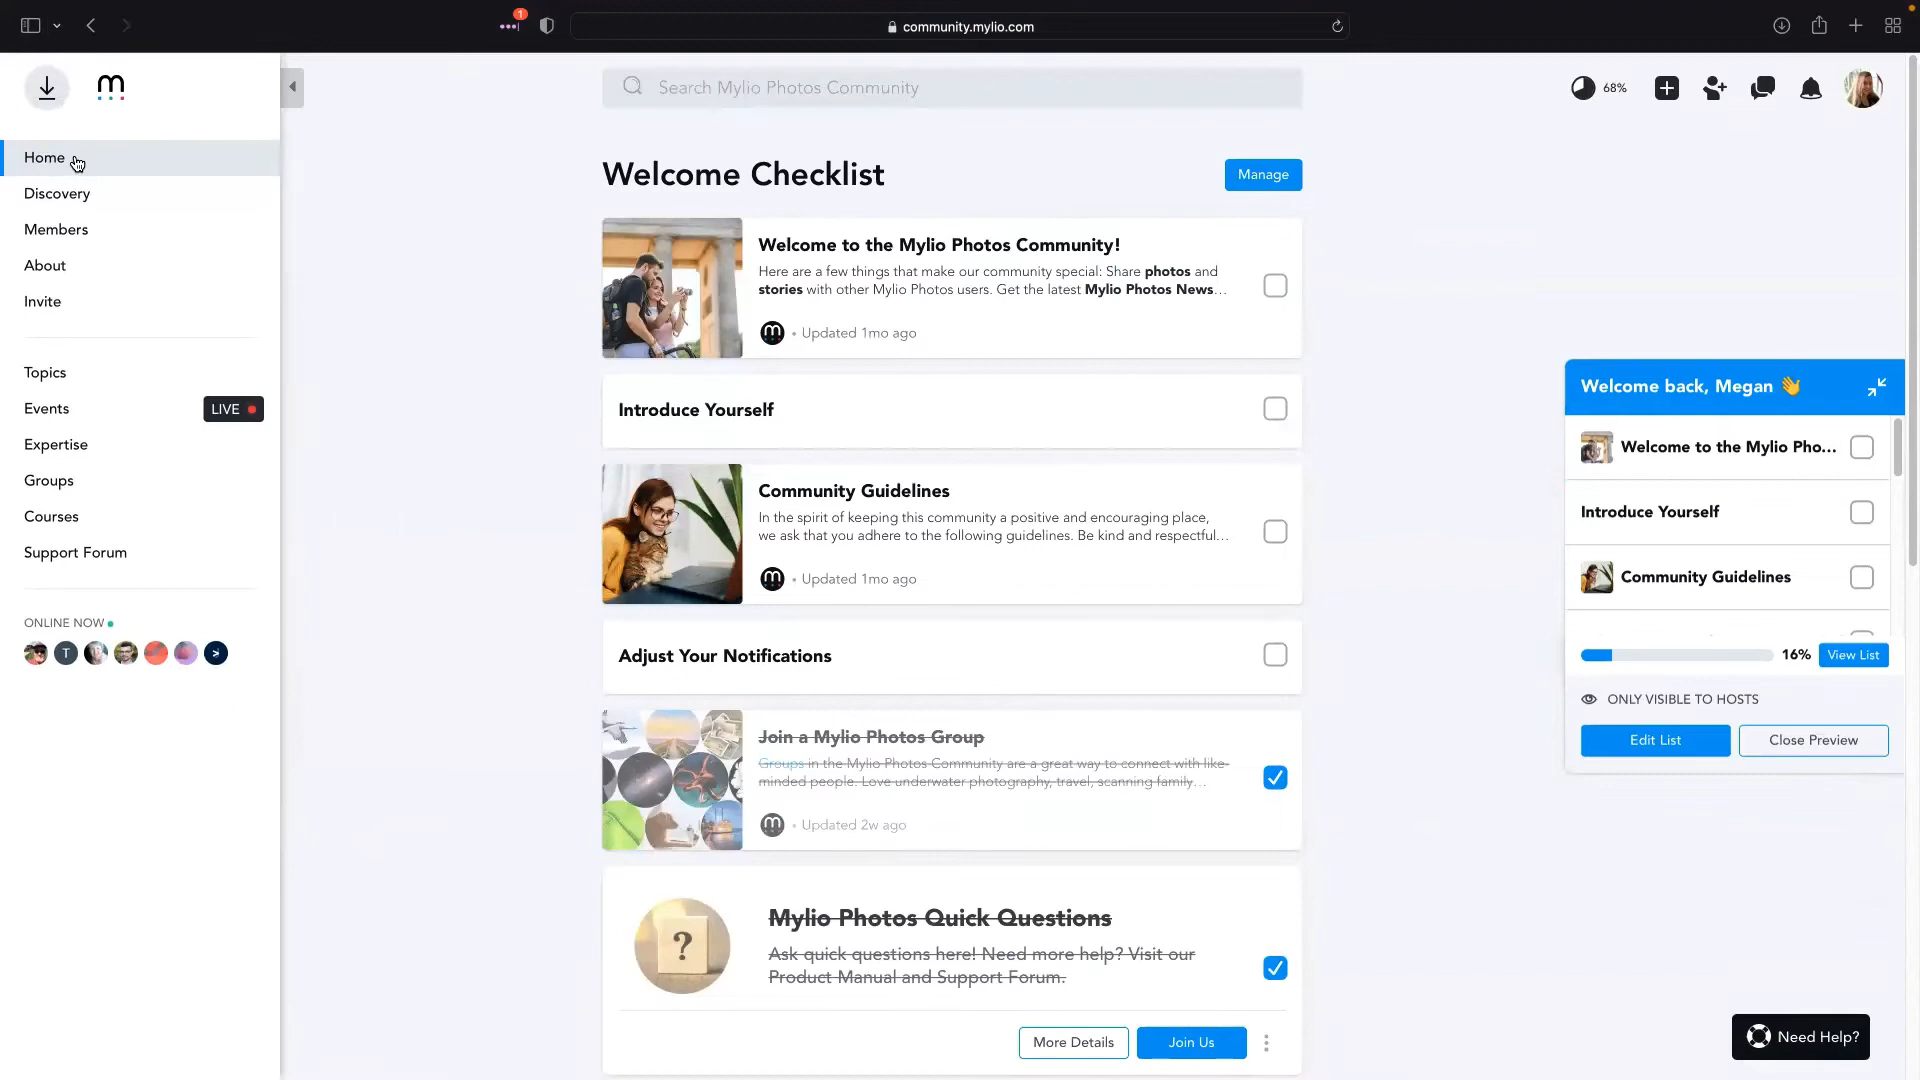 1
community.mylio.com
m
Search Mylio Photos Community
68%
Home
Discovery
Members
About
Invite
Topics
Events
LIVE
Expertise
Groups
Courses
Support Forum
ONLINE NOW
T
Welcome Checklist
Manage
Welcome to the Mylio Photos Community!
Here are a few things that make our community special: Share photos and
stories with other Mylio Photos users. Get the latest Mylio Photos News...
m • Updated 1mo ago
Introduce Yourself
Community Guidelines
In the spirit of keeping this community a positive and encouraging place,
we ask that you adhere to the following guidelines. Be kind and respectful...
m • Updated 1mo ago
Adjust Your Notifications
Join a Mylio Photos Group
Groups in the Mylio Photos Community are a great way to connect with like-
minded people. Love underwater photography, travel, scanning family...
m • Updated 2w ago
?
Mylio Photos Quick Questions
Ask quick questions here! Need more help? Visit our
Product Manual and Support Forum.
More Details
Join Us
Welcome back, Megan 👋
Welcome to the Mylio Pho...
Introduce Yourself
Community Guidelines
16%
View List
ONLY VISIBLE TO HOSTS
Edit List
Close Preview
Need Help?